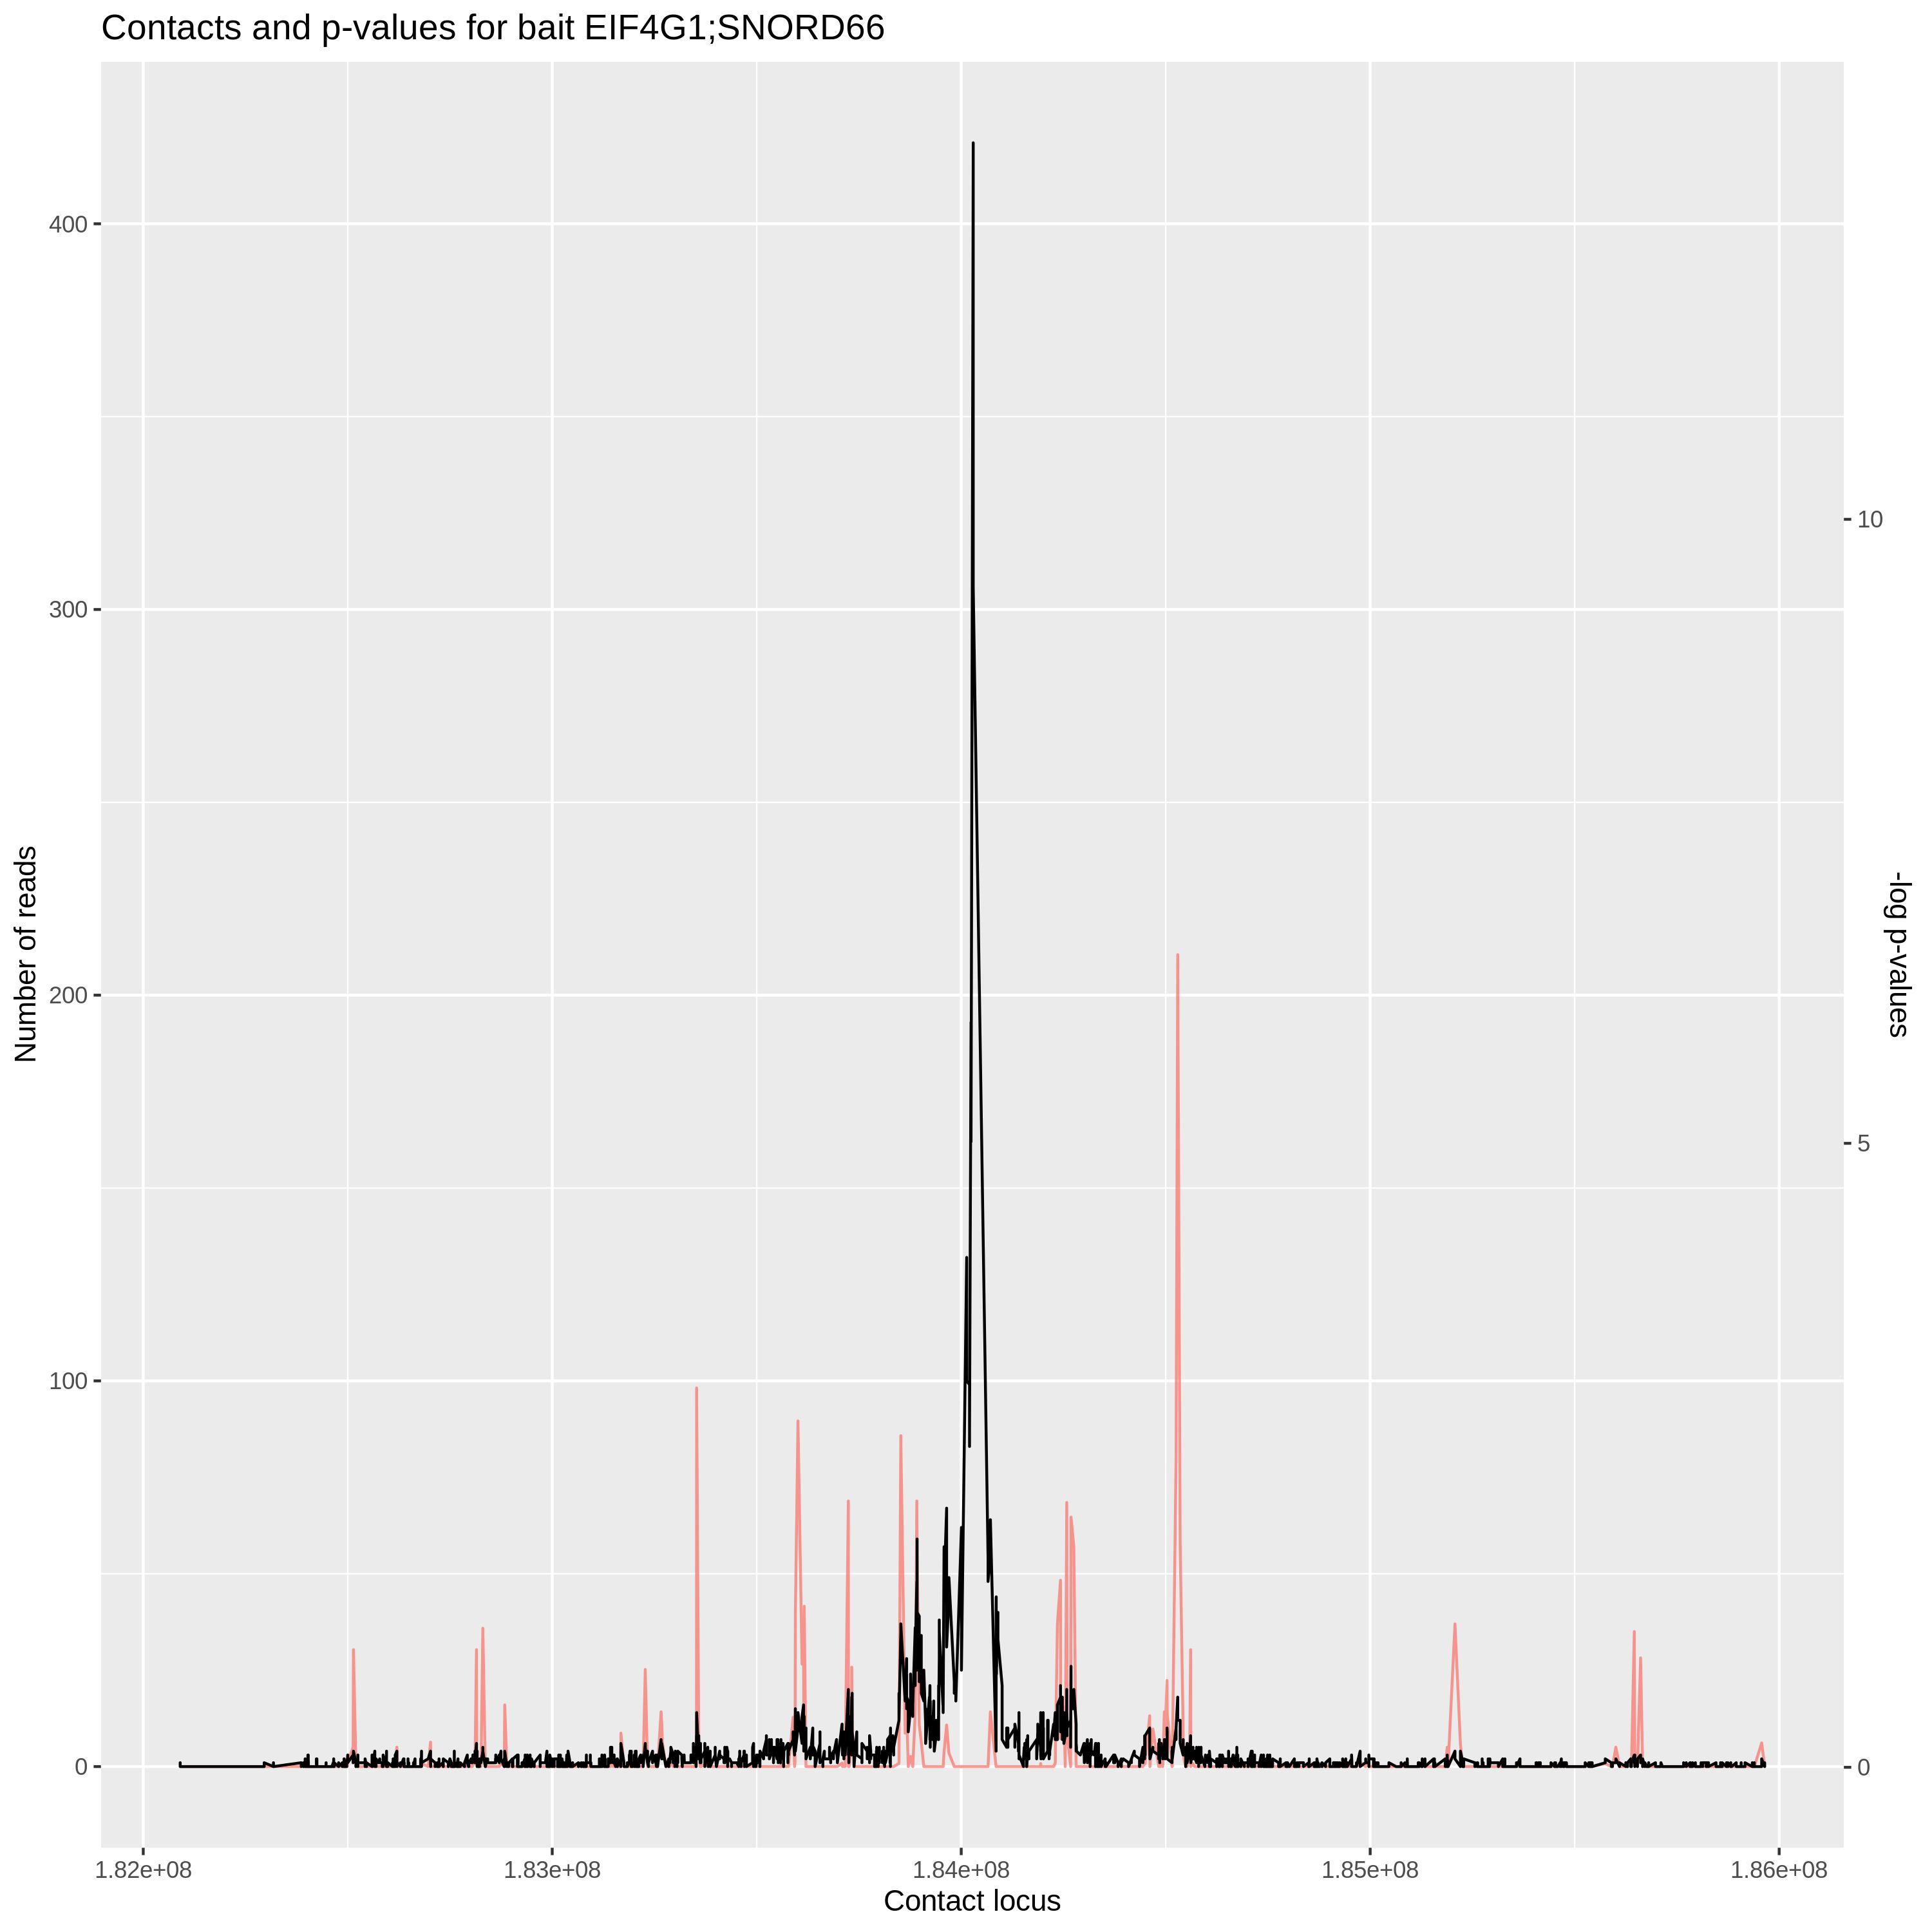 Contacts and p-values for bait EIF4G1;SNORD66
400
300
200
100
0
Number of reads
10
5
0
-log p-values
1.82e+08
1.83e+08
1.84e+08
1.85e+08
1.86e+08
Contact locus